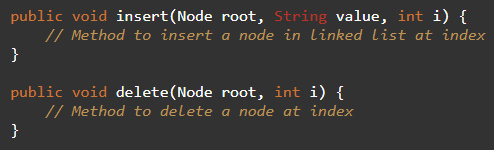 public void insert(Node root, String value, int i) {
    // Method to insert a node in linked list at index
}
public void delete(Node root, int i) {
    // Method to delete a node at index
}